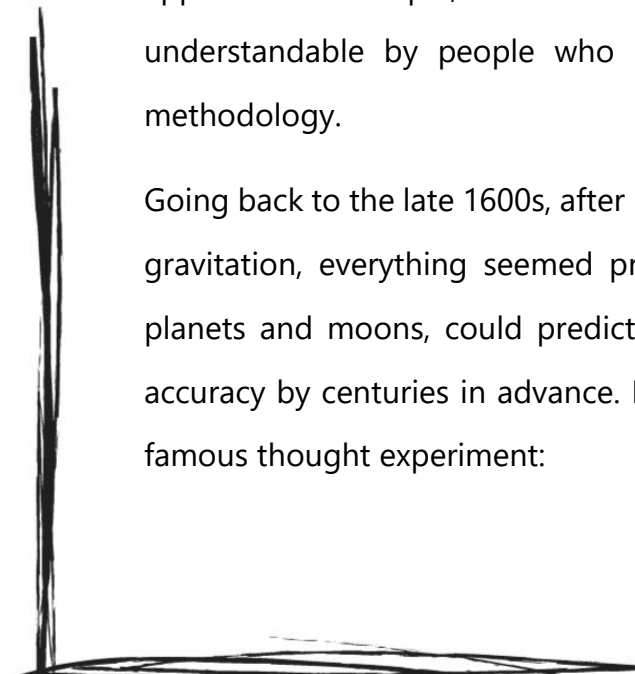 understandable by people who
methodology.
Going back to the late 1600s, after
gravitation, everything seemed
planets and moons, could predict
accuracy by centuries in advance.
famous thought experiment: